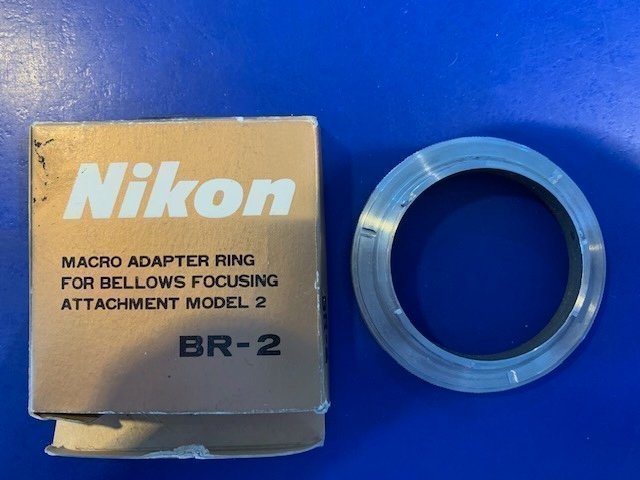 Nikon
MACRO ADAPTER RING
FOR BELLOWS FOCUSING
ATTACHMENT MODEL 2
BR-2